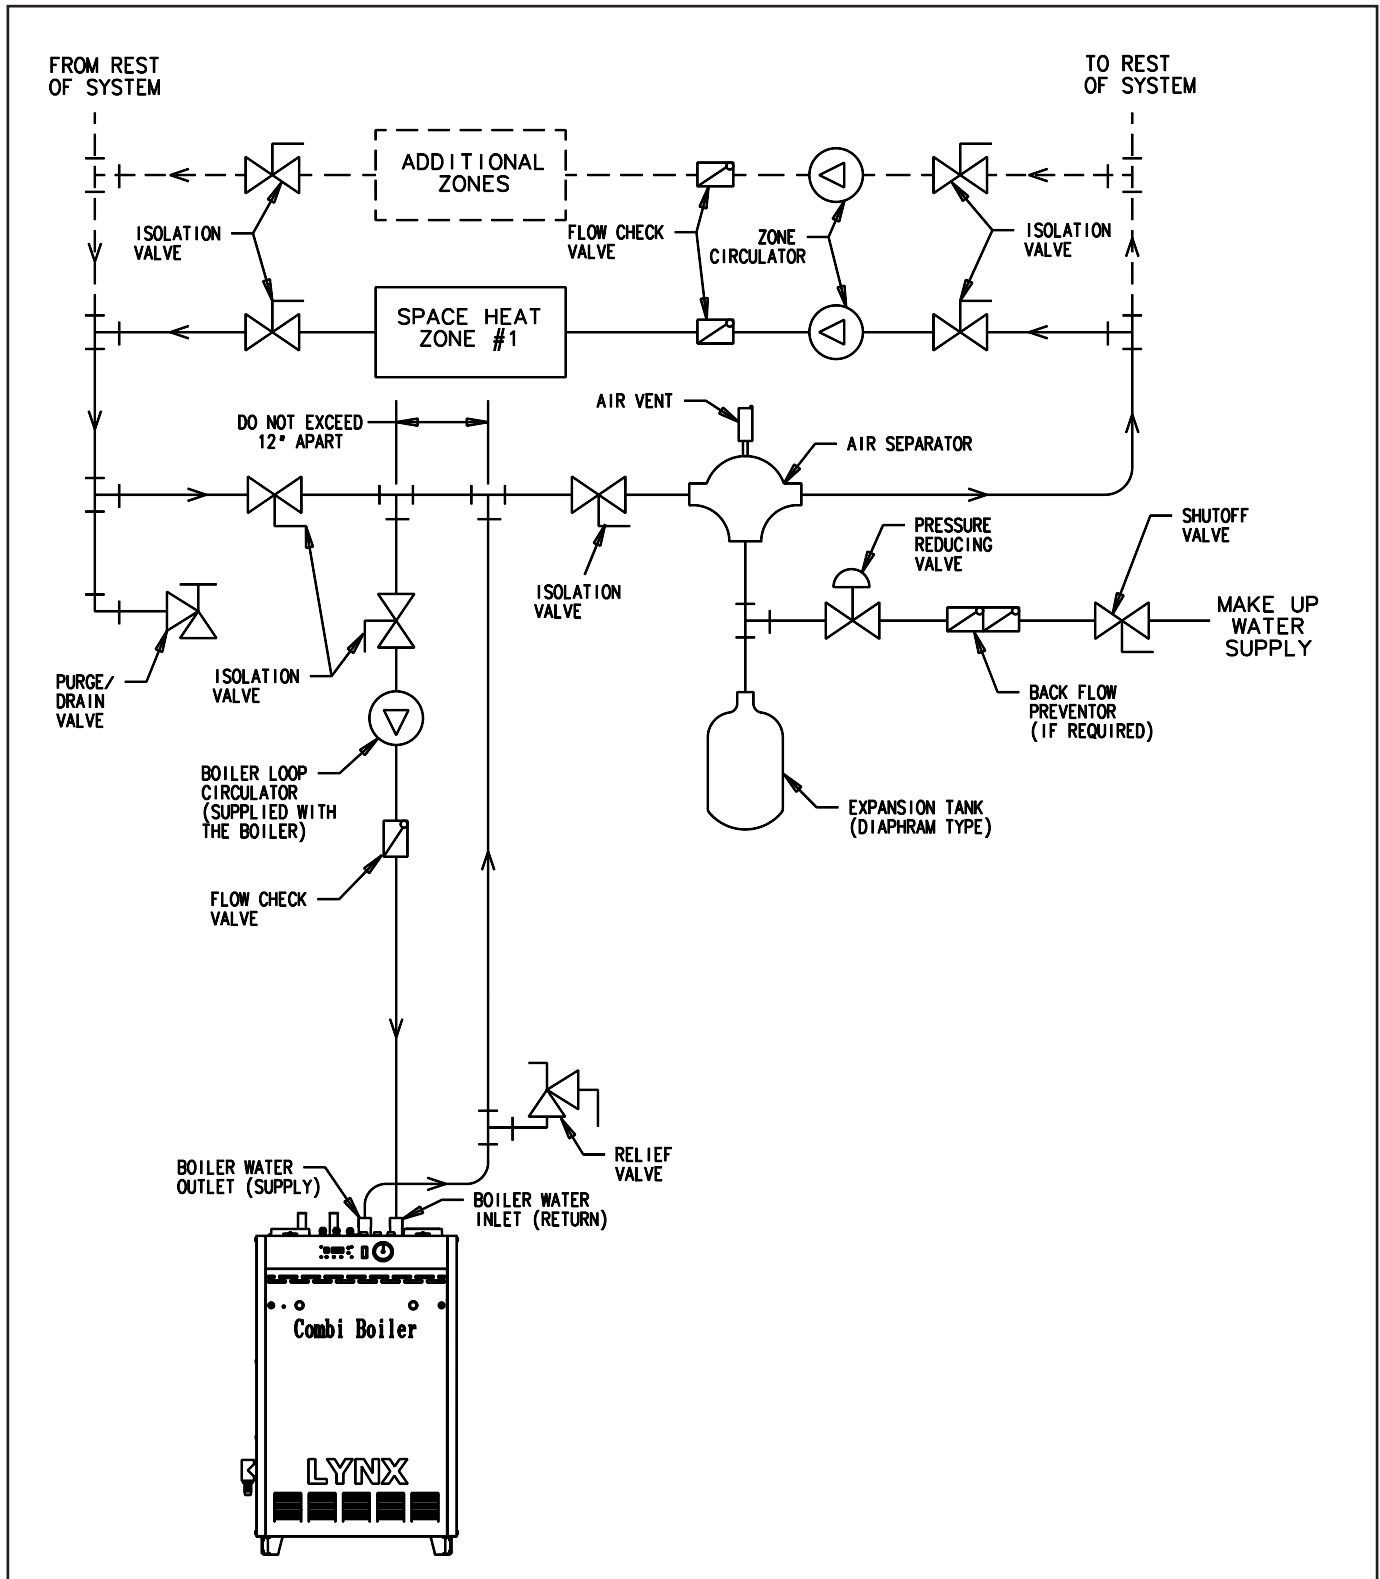 FROM REST
OF SYSTEM
TO REST
OF SYSTEM
ADDITIONAL
ZONES
ISOLATION
VALVE
FLOW CHECK
VALVE
ZONE
CIRCULATOR
ISOLATION
VALVE
SPACE HEAT
ZONE #1
DO NOT EXCEED
12" APART
AIR VENT
AIR SEPARATOR
PRESSURE
REDUCING
VALVE
SHUTOFF
VALVE
ISOLATION
VALVE
MAKE UP
WATER
SUPPLY
PURGE/
DRAIN
VALVE
ISOLATION
VALVE
BACK FLOW
PREVENTOR
(IF REQUIRED)
BOILER LOOP
CIRCULATOR
(SUPPLIED WITH
THE BOILER)
EXPANSION TANK
(DIAPHRAM TYPE)
FLOW CHECK
VALVE
RELIEF
VALVE
BOILER WATER
OUTLET (SUPPLY)
BOILER WATER
INLET (RETURN)
Combi Boiler
LYNX